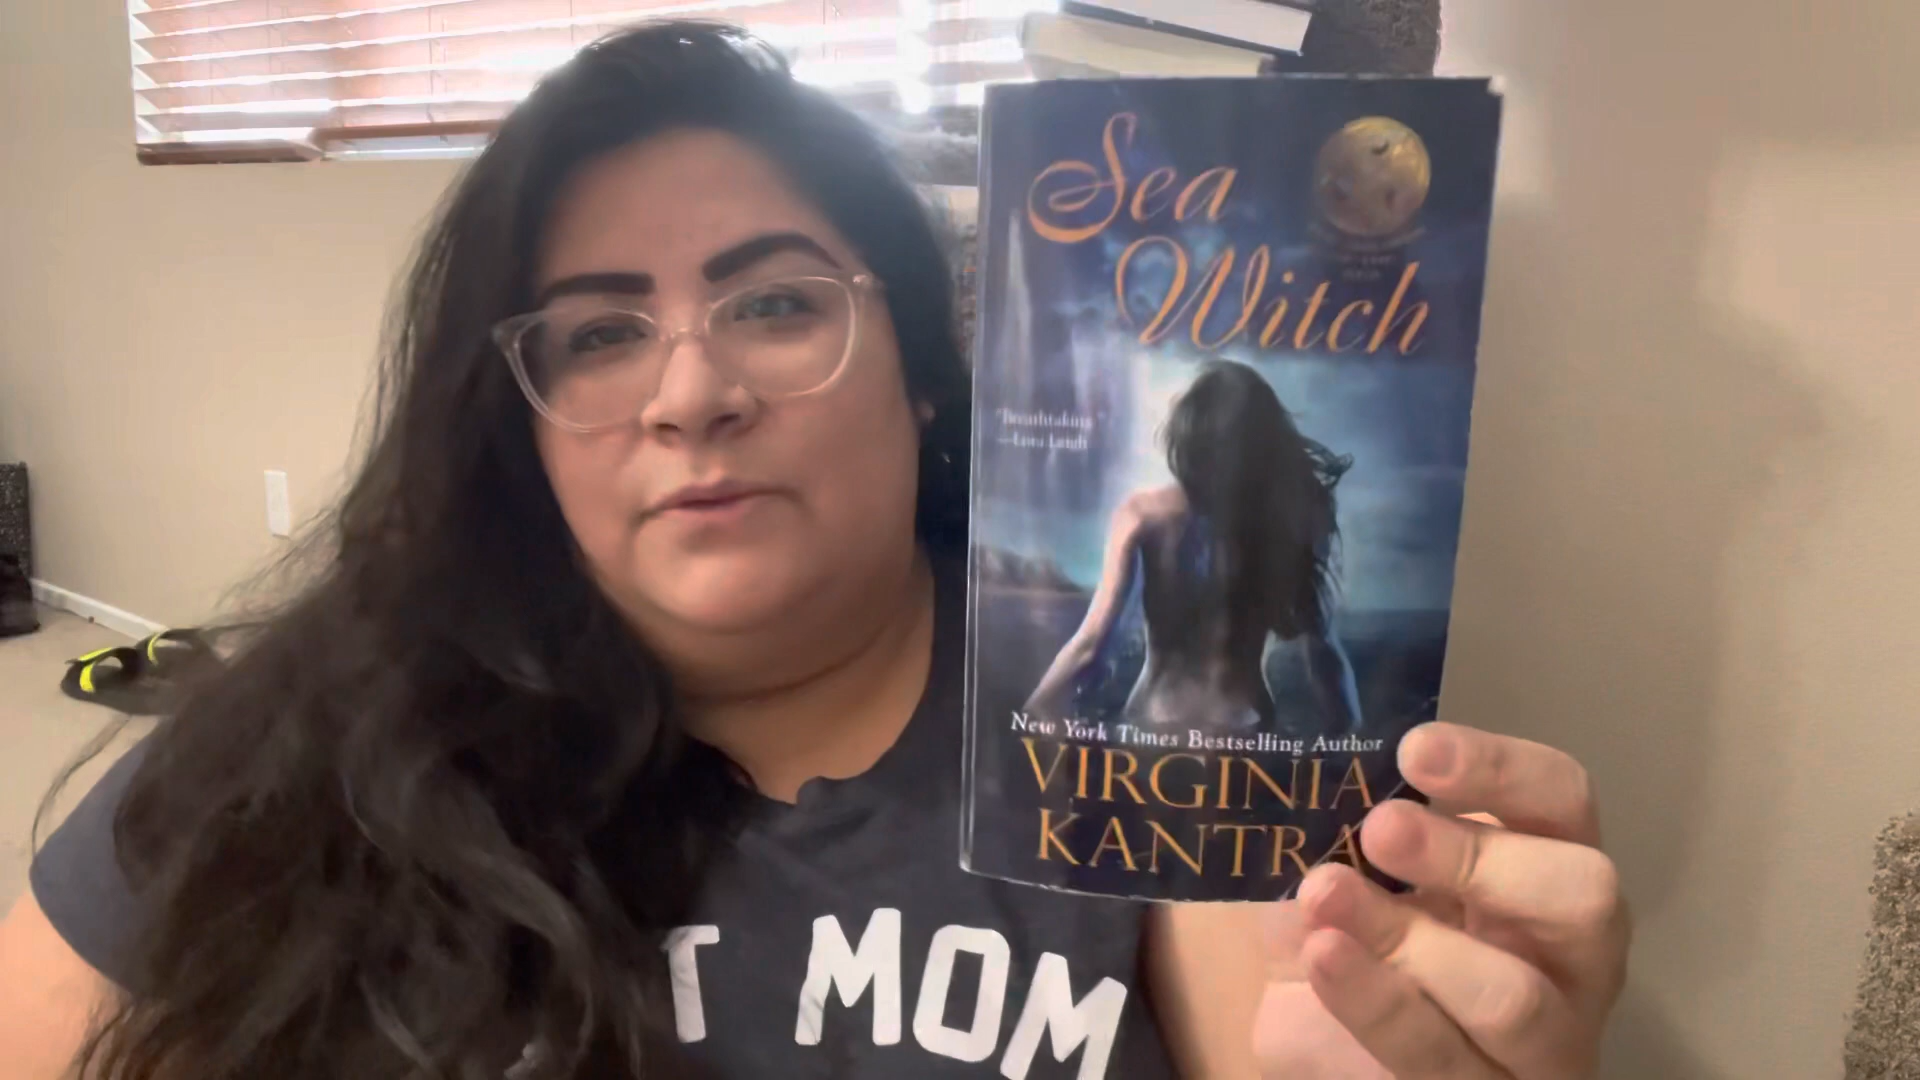 Sea
Witch
"Breathtaking."
New York Times Bestselling Author
VIRGINIA
KANTRA
T MOM